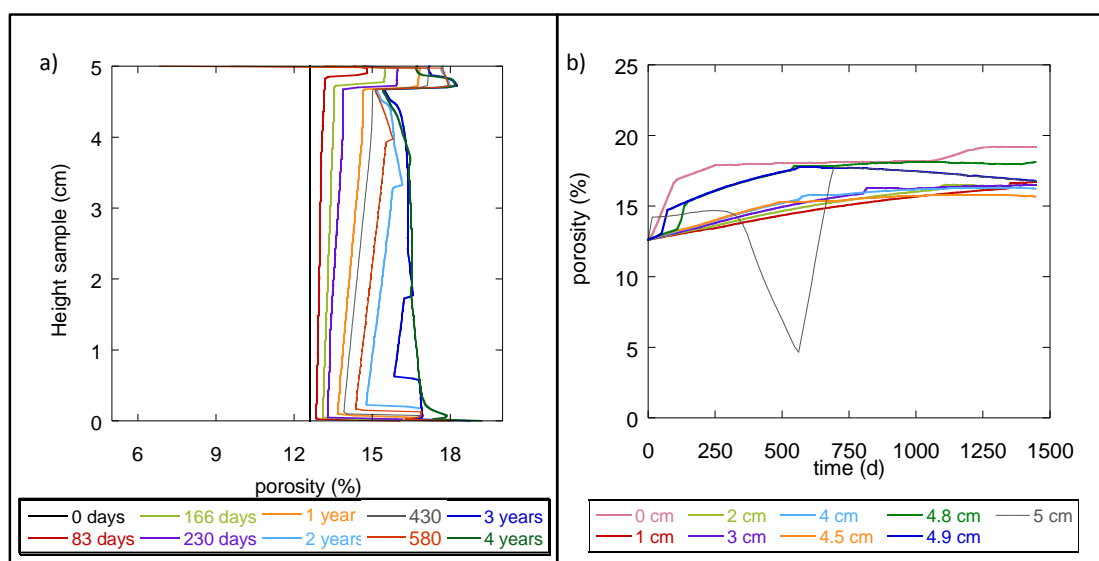 a)
5
4
3
2
1
0
Height sample (cm)
6 9 12 15 18
porosity (%)
0 days 166 days 1 year 430 3 years
83 days 230 days 2 years 580 4 years
b)
25
20
15
10
5
0
porosity (%)
0 250 500 750 1000 1250 1500
time (d)
0 cm 2 cm 4 cm 4.8 cm 5 cm
1 cm 3 cm 4.5 cm 4.9 cm